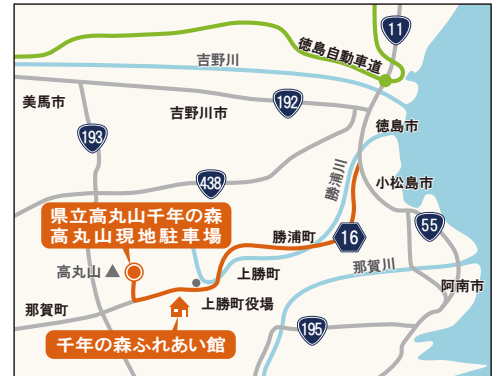 11
徳島自動車道
吉野川
美馬市
192
吉野川市
193
徳島市
438
勝浦川
小松島市
県立高丸山千年の森
高丸山現地駐車場
勝浦町
16
55
高丸山
上勝町
那賀川
阿南市
那賀町
上勝町役場
195
千年の森ふれあい館